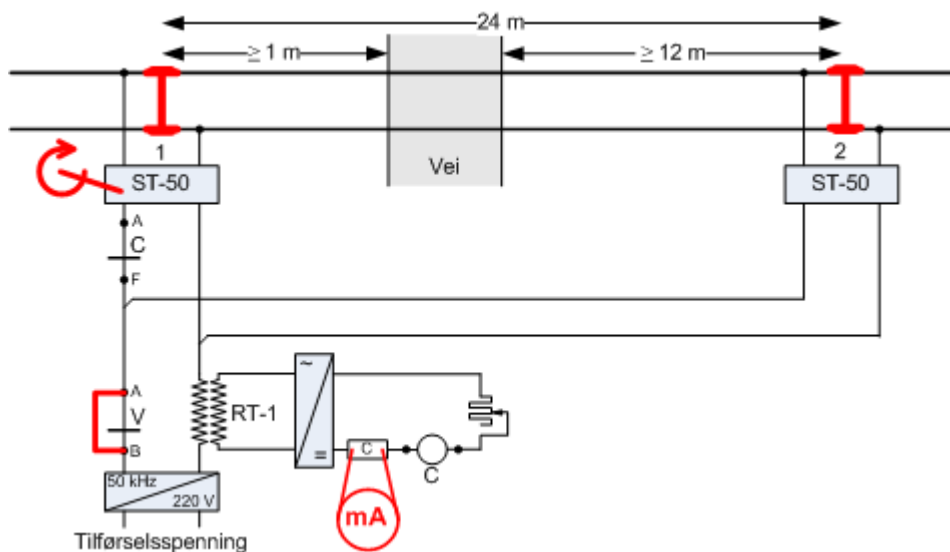 24 m
≥ 1 m
≥ 12 m
1
2
Vei
ST-50
ST-50
A
C
F
A
V
B
RT-1
~
=
C
C
mA
50 kHz
220 V
Tilførselsspenning